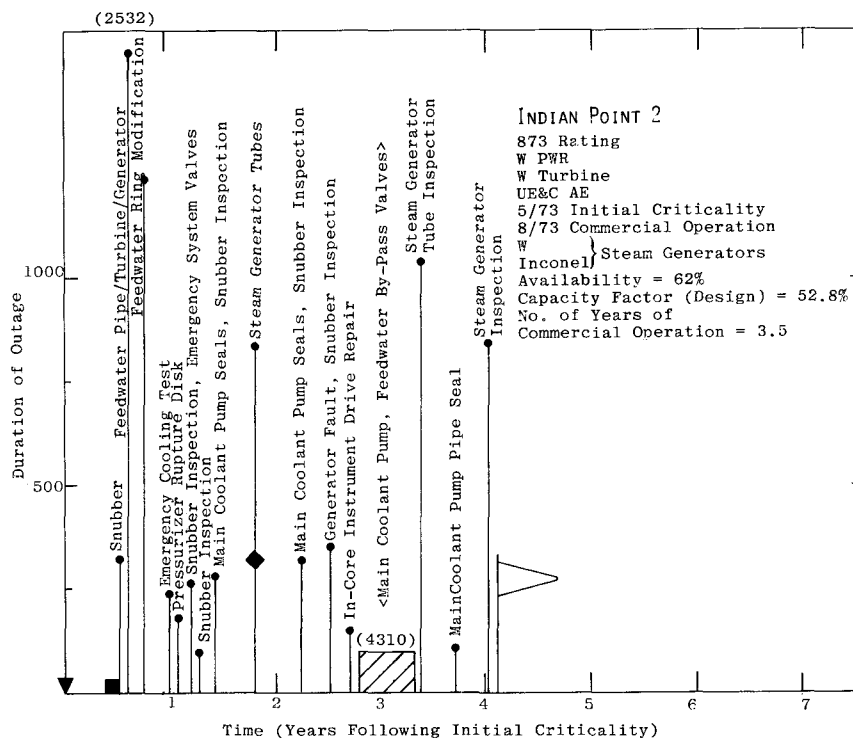 (2532)
Duration of Outage
1000
500
Snubber
Feedwater Pipe/Turbine/Generator
Feedwater Ring Modification
Emergency Cooling Test
Pressurizer Rupture Disk
Snubber Inspection, Emergency System Valves
Snubber Inspection
Main Coolant Pump Seals, Snubber Inspection
Steam Generator Tubes
Main Coolant Pump Seals, Snubber Inspection
Generator Fault, Snubber Inspection
In-Core Instrument Drive Repair
<Main Coolant Pump, Feedwater By-Pass Valves>
(4310)
Steam Generator
Tube Inspection
MainCoolant Pump Pipe Seal
Steam Generator
Inspection
INDIAN POINT 2
873 Rating
W PWR
W Turbine
UE&C AE
5/73 Initial Criticality
8/73 Commercial Operation
W
Inconel} Steam Generators
Availability = 62%
Capacity Factor (Design) = 52.8%
No. of Years of
Commercial Operation = 3.5
1 2 3 4 5 6 7
Time (Years Following Initial Criticality)